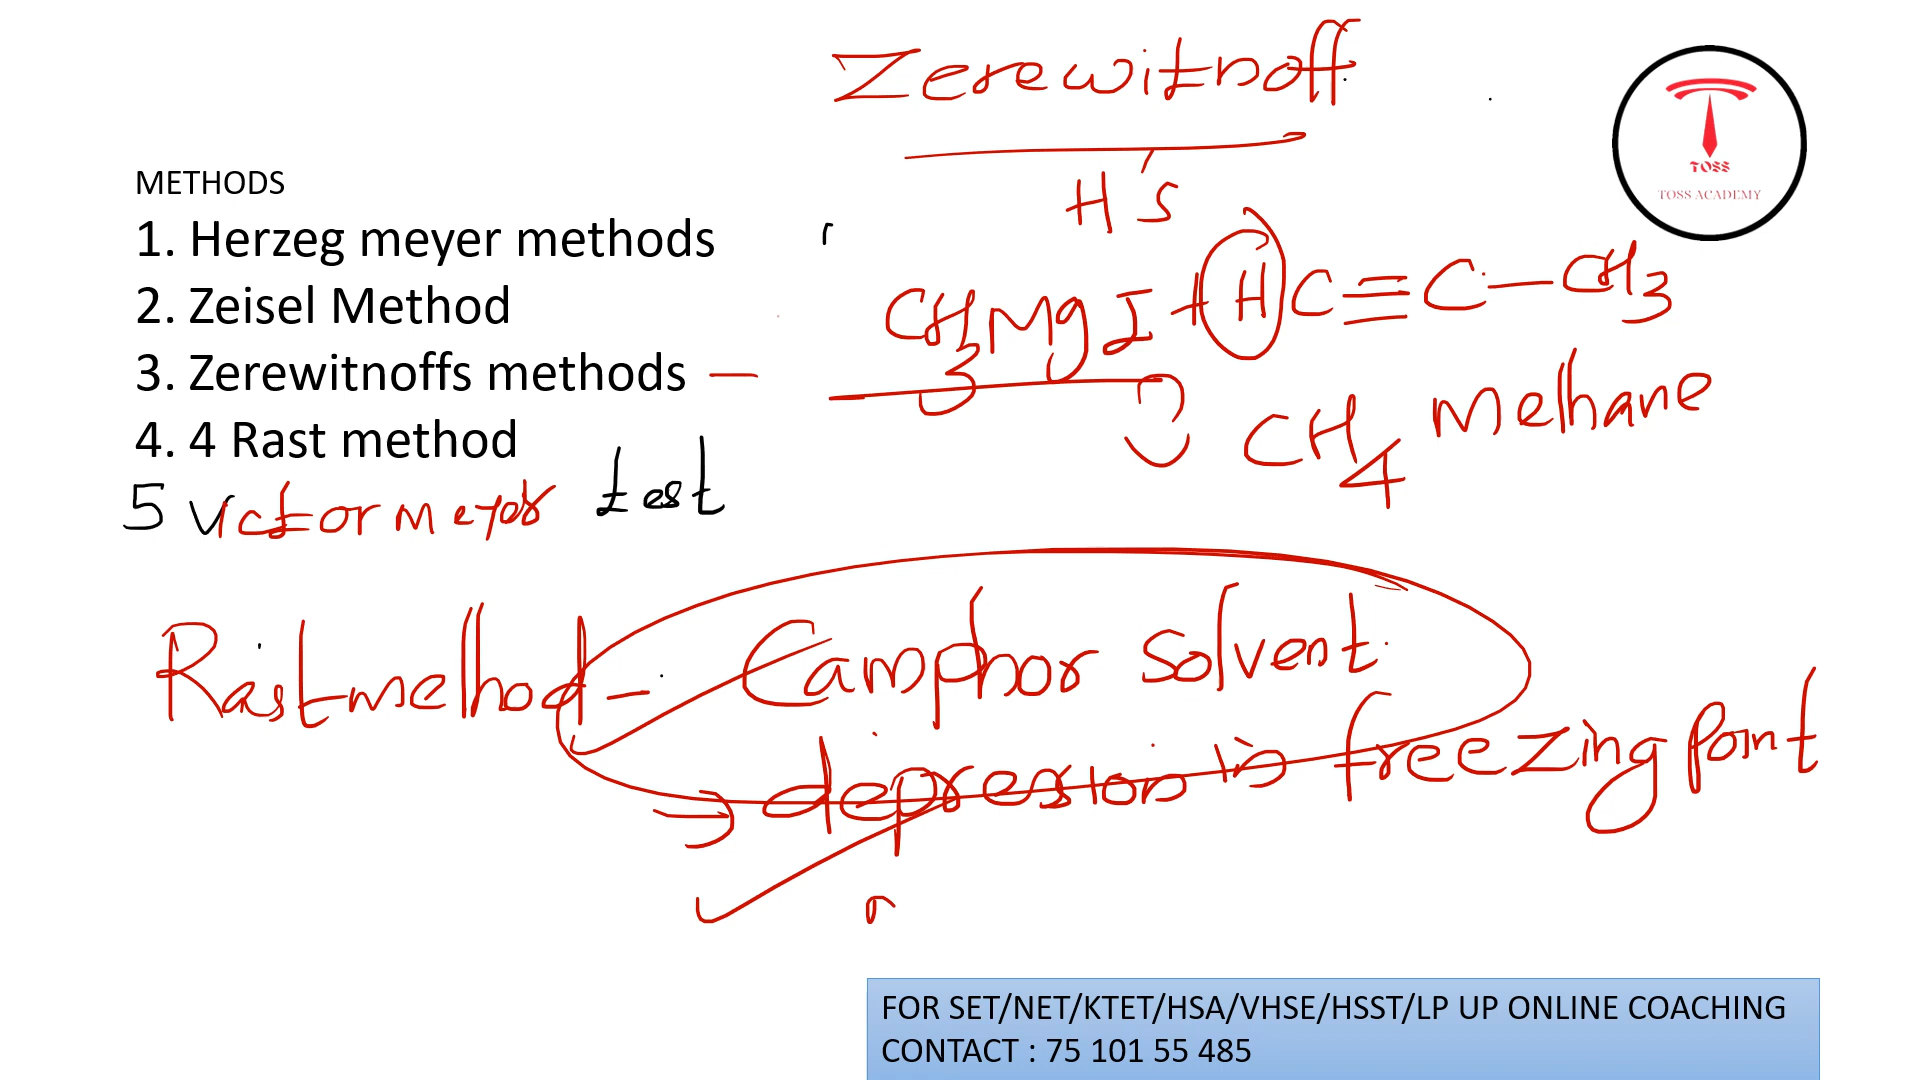 Zerewitnoff
H's
TOSS
TOSS ACADEMY
METHODS
1. Herzeg meyer methods
2. Zeisel Method
3. Zerewitnoffs methods –
4. 4 Rast method
5 Victor meyer test
CH3MgI + HC≡C–CH3
CH4 Methane
Rast method – Camphor solvent
→ depression in freezing point
FOR SET/NET/KTET/HSA/VHSE/HSST/LP UP ONLINE COACHING
CONTACT : 75 101 55 485